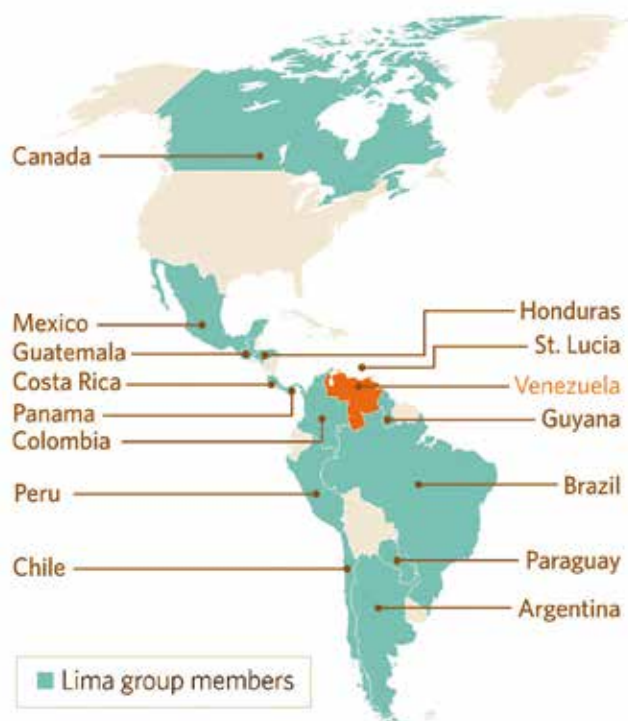 Canada
Mexico
Guatemala
Costa Rica
Panama
Colombia
Peru
Chile
Honduras
St. Lucia
Venezuela
Guyana
Brazil
Paraguay
Argentina
Lima group members